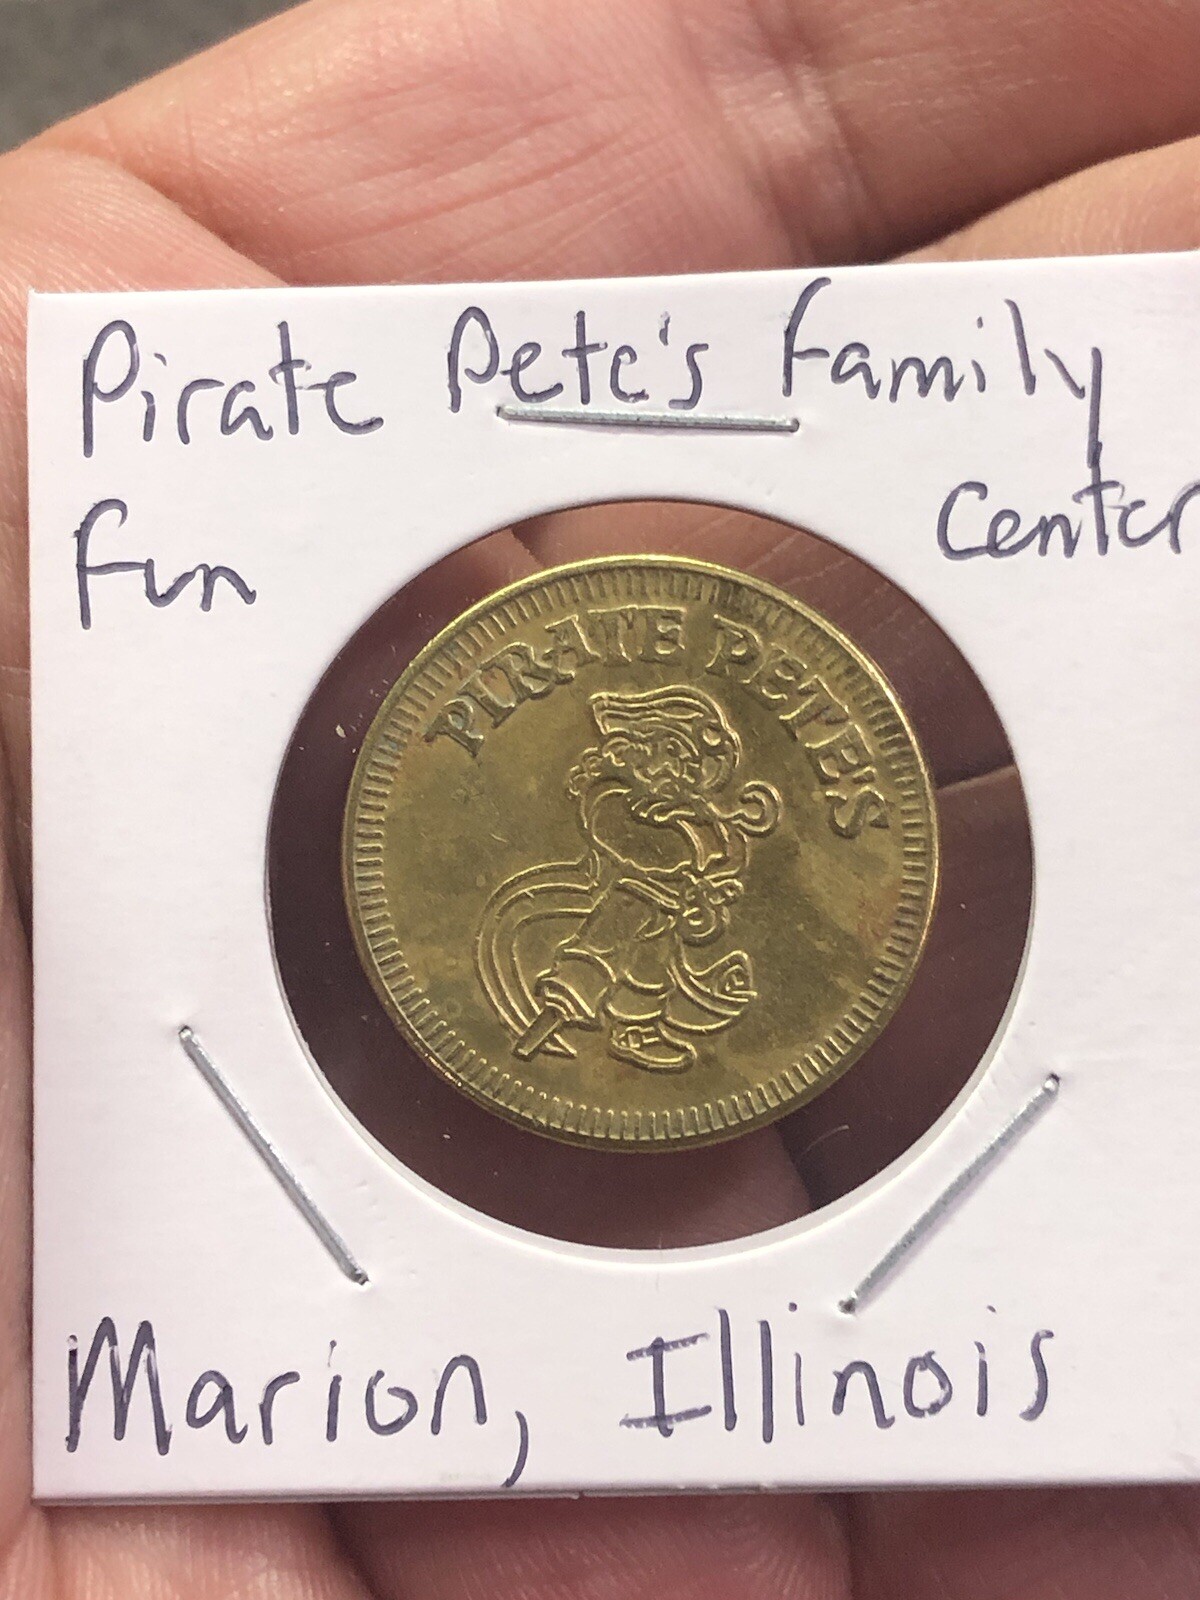 Pirate Pete's Family
Fun Center
PIRATE PETE'S
Marion, Illinois